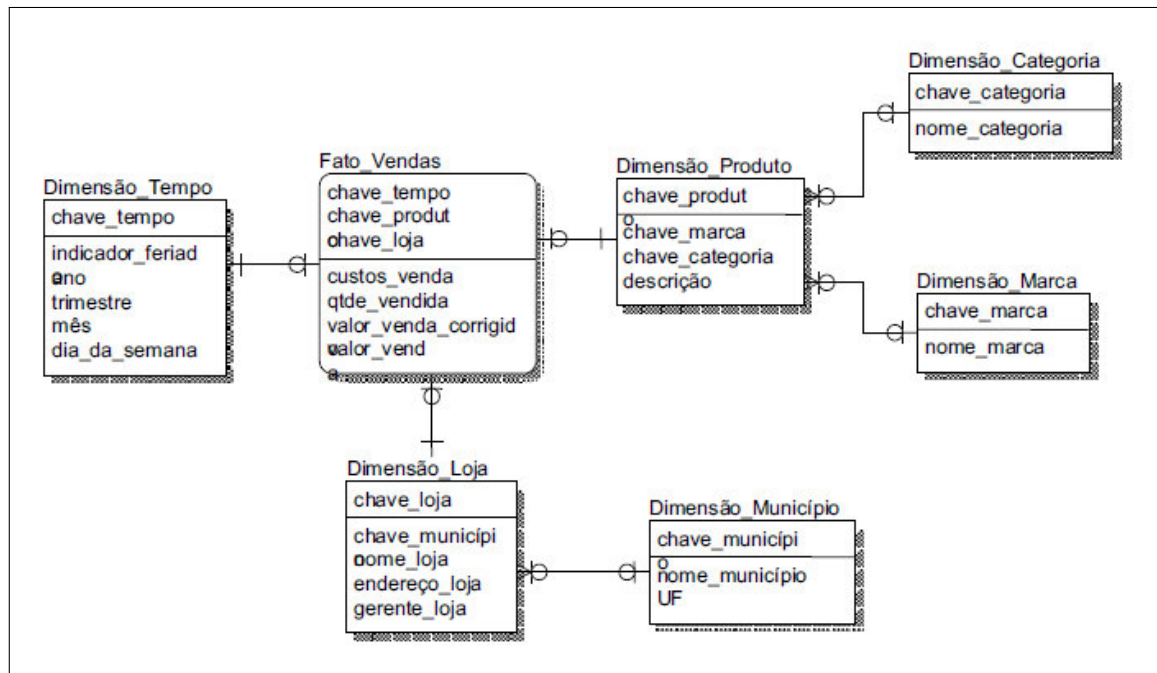 Dimensão_Categoria
chave_categoria
nome_categoria
Fato_Vendas
chave_tempo
chave_produt
o
chave_loja
custos_venda
qtde_vendida
valor_venda_corrigid
o
valor_vend
a
Dimensão_Produto
chave_produt
o
chave_marca
chave_categoria
descrição
Dimensão_Tempo
chave_tempo
indicador_feriad
o
ano
trimestre
mês
dia_da_semana
Dimensão_Marca
chave_marca
nome_marca
Dimensão_Loja
chave_loja
chave_municípi
o
nome_loja
endereço_loja
gerente_loja
Dimensão_Município
chave_municípi
o
nome_município
UF